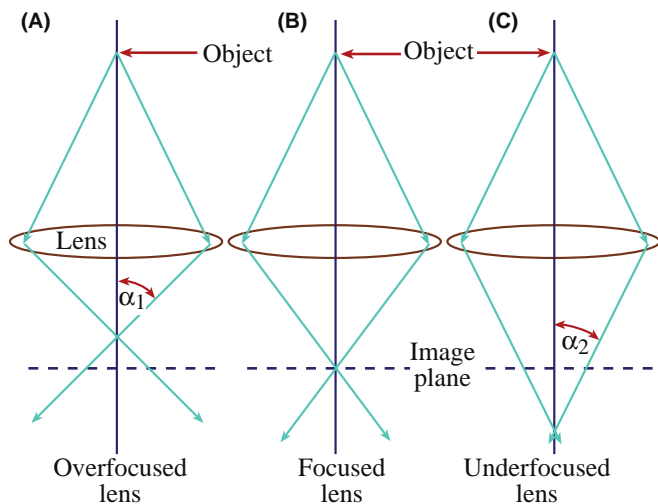 (A)
(B)
(C)
Object
Object
Lens
α1
α2
Image
plane
Overfocused
lens
Focused
lens
Underfocused
lens